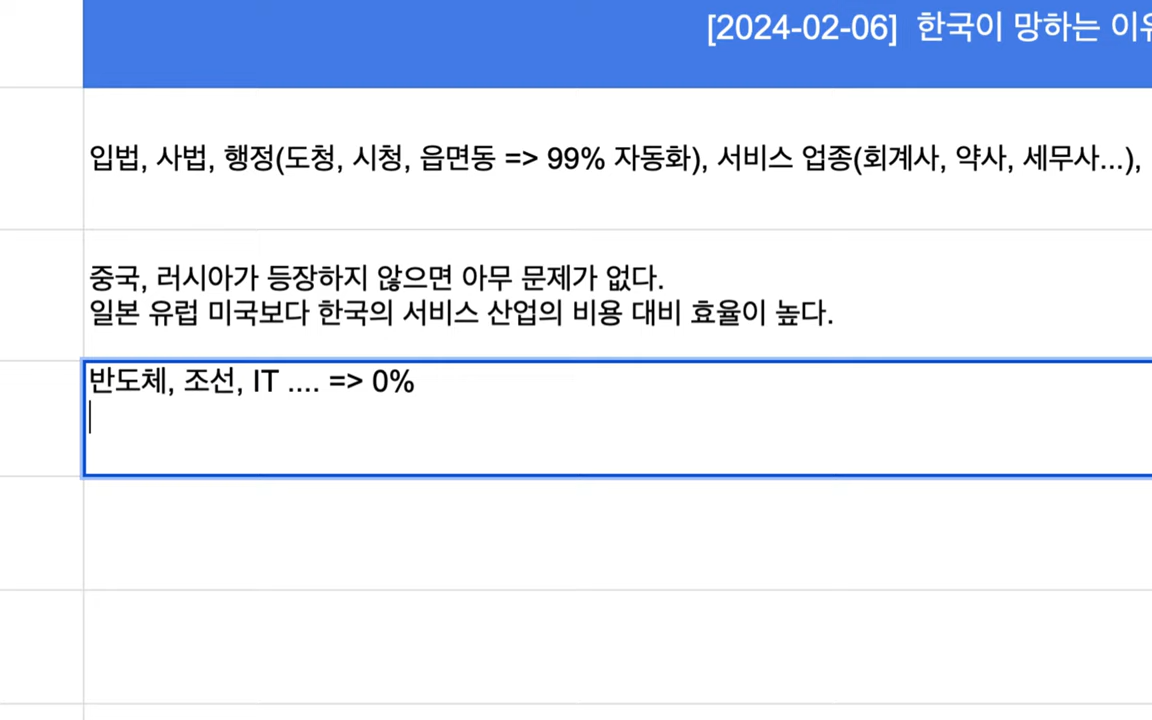 [2024-02-06] 한국이 망하는 이유
입법, 사법, 행정(도청, 시청, 읍면동 => 99% 자동화), 서비스 업종(회계사, 약사, 세무사...),
중국, 러시아가 등장하지 않으면 아무 문제가 없다.
일본 유럽 미국보다 한국의 서비스 산업의 비용 대비 효율이 높다.
반도체, 조선, IT .... => 0%